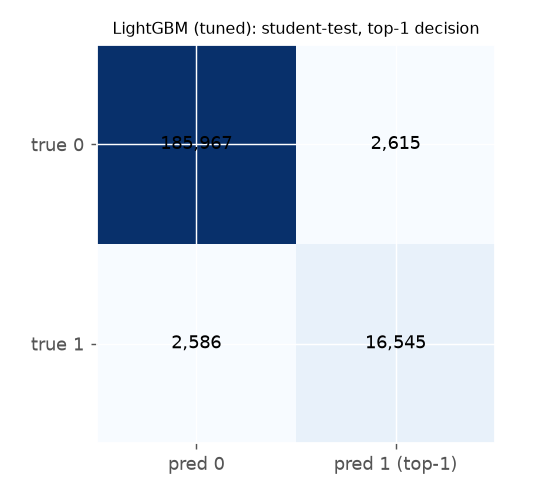 LightGBM (tuned): student-test, top-1 decision
true 0
185,967
2,615
true 1
2,586
16,545
pred 0
pred 1 (top-1)